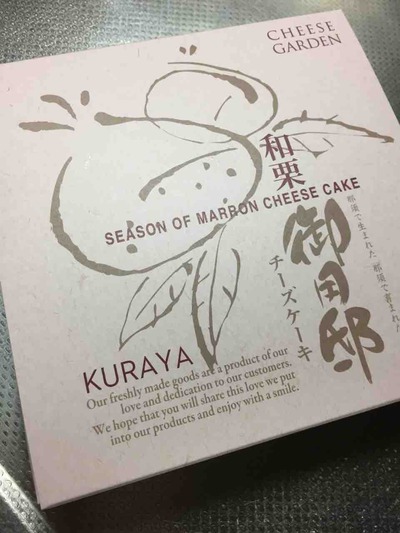 CHEESE
GARDEN
和栗
SEASON OF MARRON CHEESE CAKE
御用邸
チーズケーキ
那須で生まれた 那須で育まれた
KURAYA
Our freshly made goods are a product of our
love and dedication to our customers.
We hope that you will share this love we put
into our products and enjoy with a smile.